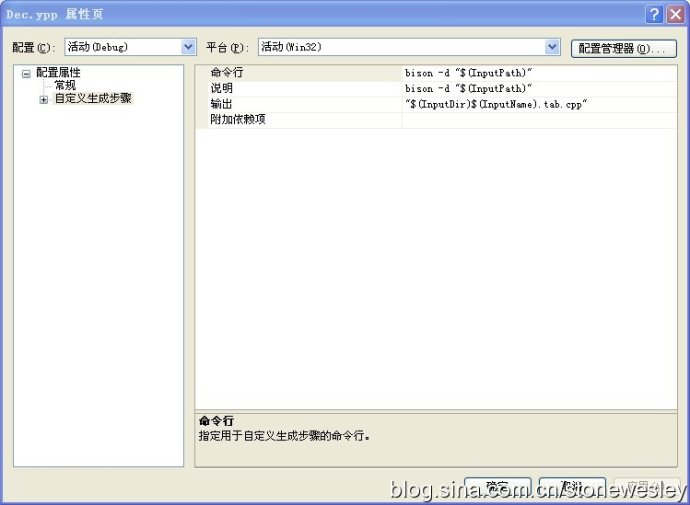 Dec.ypp 属性页
配置(C): 活动(Debug) 平台(P): 活动(Win32) 配置管理器(O)...
配置属性
常规
自定义生成步骤
命令行 bison -d "$(InputPath)"
说明 bison -d "$(InputPath)"
输出 "$(InputDir)$(InputName).tab.cpp"
附加依赖项
命令行
指定用于自定义生成步骤的命令行。
确定 取消 应用(A)
blog.sina.com.cn/stonewesley